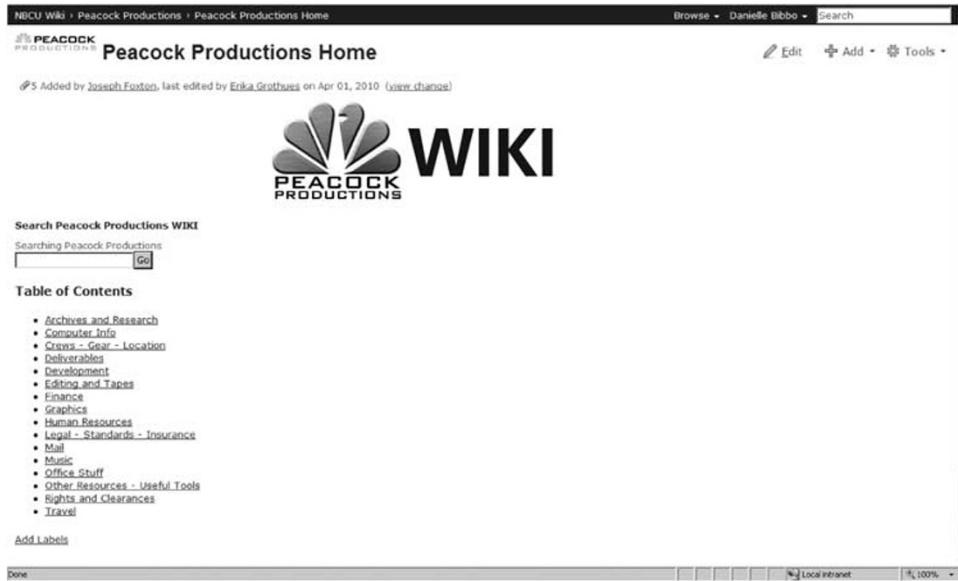 NBCU Wiki › Peacock Productions › Peacock Productions Home Browse Danielle Bibbo Search
PEACOCK
PRODUCTIONS
Peacock Productions Home Edit Add Tools
5 Added by Joseph Foxton, last edited by Erika Grothues on Apr 01, 2010 (view change)
WIKI
PEACOCK
PRODUCTIONS
Search Peacock Productions WIKI
Searching Peacock Productions
Go
Table of Contents
• Archives and Research
• Computer Info
• Crews - Gear - Location
• Deliverables
• Development
• Editing and Tapes
• Finance
• Graphics
• Human Resources
• Legal - Standards - Insurance
• Mail
• Music
• Office Stuff
• Other Resources - Useful Tools
• Rights and Clearances
• Travel
Add Labels
Done Local intranet 100%